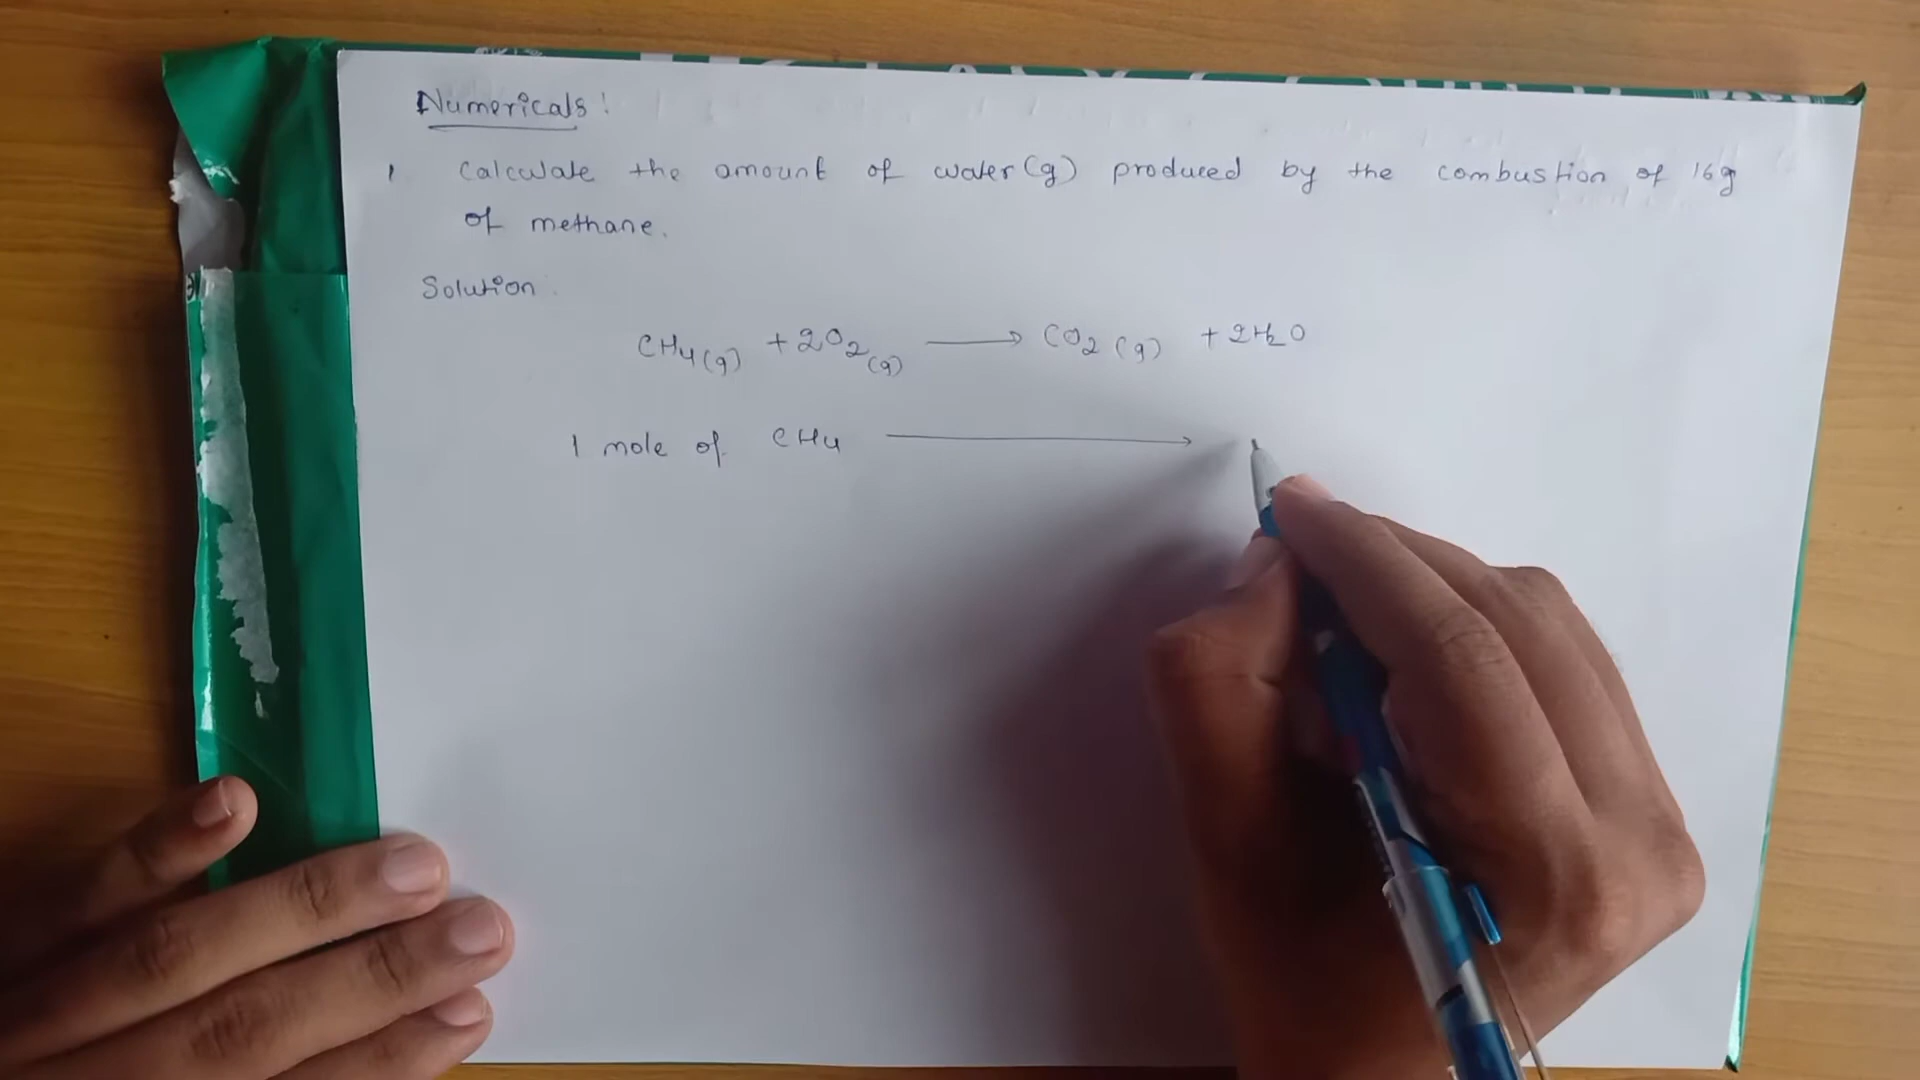 Numericals:
1 Calculate the amount of water (g) produced by the combustion of 16g
of methane.
Solution:
CH4(g) + 2O2(g) ⟶ CO2(g) + 2H2O
1 mole of CH4 ⟶